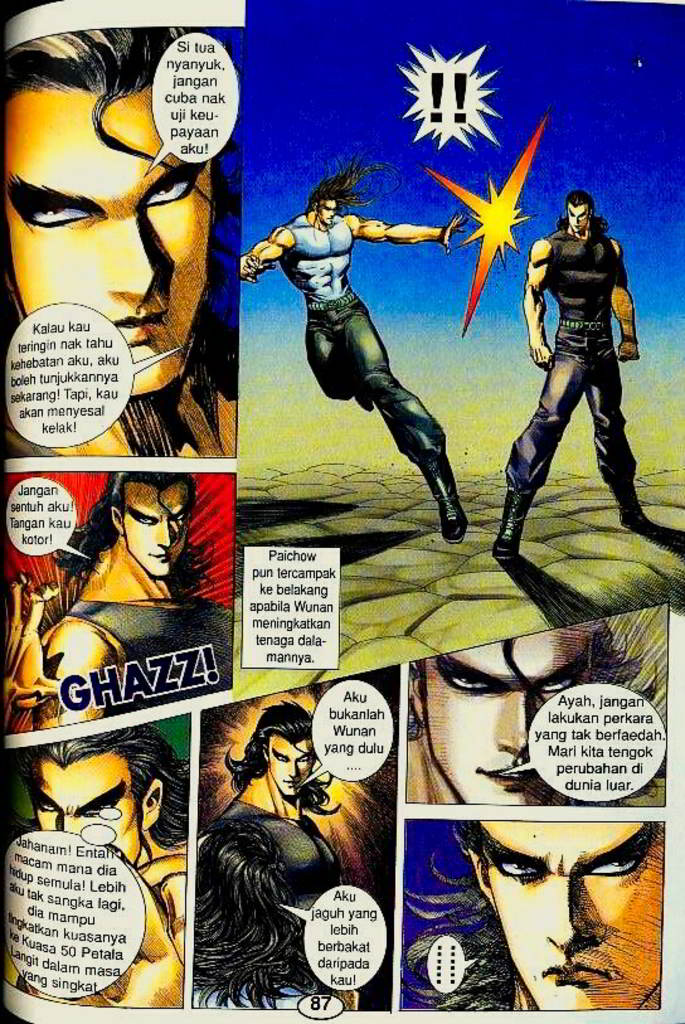 Si tua
nyanyuk,
jangan
cuba nak
uji keu-
payaan
aku!
Kalau kau
teringin nak tahu
kehebatan aku, aku
boleh tunjukkannya
sekarang! Tapi, kau
akan menyesal
kelak!
!!
Jangan
sentuh aku!
Tangan kau
kotor!
GHAZZ!
Paichow
pun tercampak
ke belakang
apabila Wunan
meningkatkan
tenaga dala-
mannya.
Jahanam! Entah
macam mana dia
hidup semula! Lebih
aku tak sangka lagi,
dia mampu
tingkatkan kuasanya
ke Kuasa 50 Petala
Langit dalam masa
yang singkat
Aku
bukanlah
Wunan
yang dulu
....
Aku
jaguh yang
lebih
berbakat
daripada
kau!
Ayah, jangan
lakukan perkara
yang tak berfaedah.
Mari kita tengok
perubahan di
dunia luar.
87